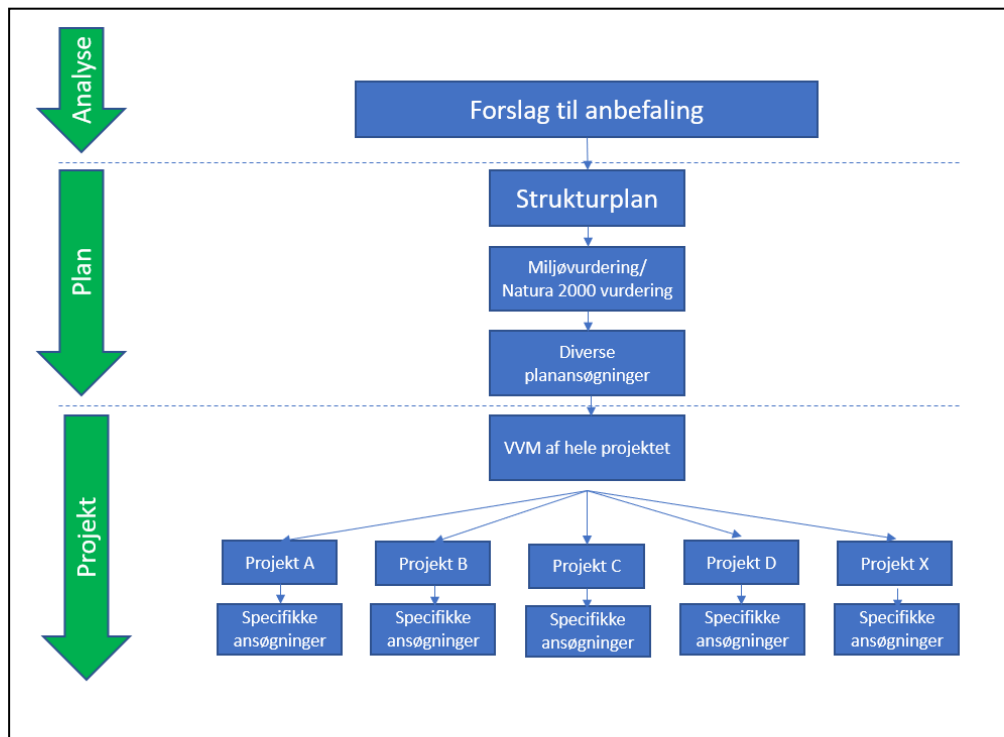 Analyse
Forslag til anbefaling
Plan
Strukturplan
Miljøvurdering/
Natura 2000 vurdering
Diverse
planansøgninger
Projekt
VVM af hele projektet
Projekt A
Projekt B
Projekt C
Projekt D
Projekt X
Specifikke
ansøgninger
Specifikke
ansøgninger
Specifikke
ansøgninger
Specifikke
ansøgninger
Specifikke
ansøgninger